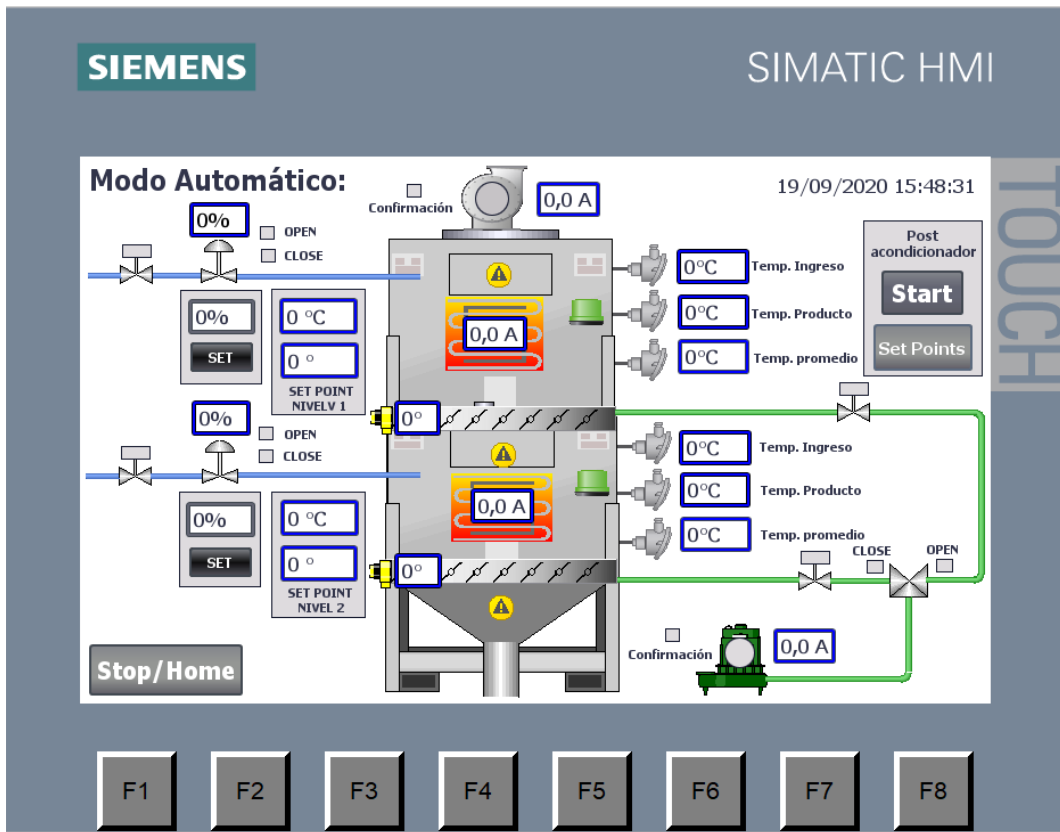 SIEMENS
SIMATIC HMI
TOUCH
Modo Automático:
19/09/2020 15:48:31
Confirmación
0,0 A
0%
OPEN
CLOSE
Post
acondicionador
Start
Set Points
0°C Temp. Ingreso
0°C Temp. Producto
0°C Temp. promedio
0,0 A
0%
SET
0 °C
0 °
SET POINT
NIVELV 1
0%
OPEN
CLOSE
0°
0°C Temp. Ingreso
0°C Temp. Producto
0°C Temp. promedio
0,0 A
0%
SET
0 °C
0 °
SET POINT
NIVEL 2
0°
CLOSE
OPEN
Confirmación
0,0 A
Stop/Home
F1
F2
F3
F4
F5
F6
F7
F8